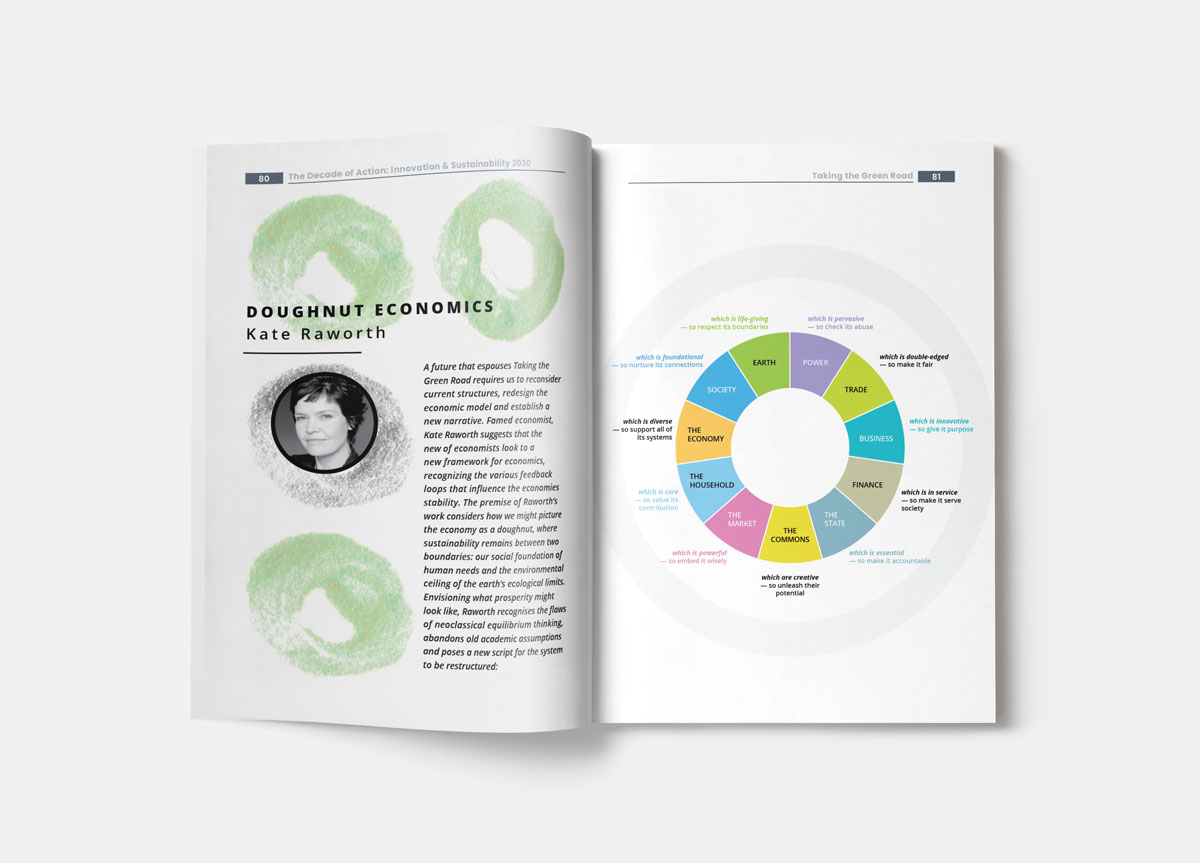 80 The Decade of Action: Innovation & Sustainability 2030
DOUGHNUT ECONOMICS
Kate Raworth
A future that espouses Taking the
Green Road requires us to reconsider
current structures, redesign the
economic model and establish a
new narrative. Famed economist,
Kate Raworth suggests that the
new of economists look to a
new framework for economics,
recognizing the various feedback
loops that influence the economies
stability. The premise of Raworth's
work considers how we might picture
the economy as a doughnut, where
sustainability remains between two
boundaries: our social foundation of
human needs and the environmental
ceiling of the earth's ecological limits.
Envisioning what prosperity might
look like, Raworth recognises the flaws
of neoclassical equilibrium thinking,
abandons old academic assumptions
and poses a new script for the system
to be restructured:
Taking the Green Road 81
which is life-giving
— so respect its boundaries
EARTH
which is pervasive
— so check its abuse
POWER
which is double-edged
— so make it fair
TRADE
which is innovative
— so give it purpose
BUSINESS
which is in service
— so make it serve
society
FINANCE
which is essential
— so make it accountable
THE
STATE
which are creative
— so unleash their
potential
THE
COMMONS
which is powerful
— so embed it wisely
THE
MARKET
which is core
— so value its
contribution
THE
HOUSEHOLD
which is diverse
— so support all of
its systems
THE
ECONOMY
which is foundational
— so nurture its connections
SOCIETY